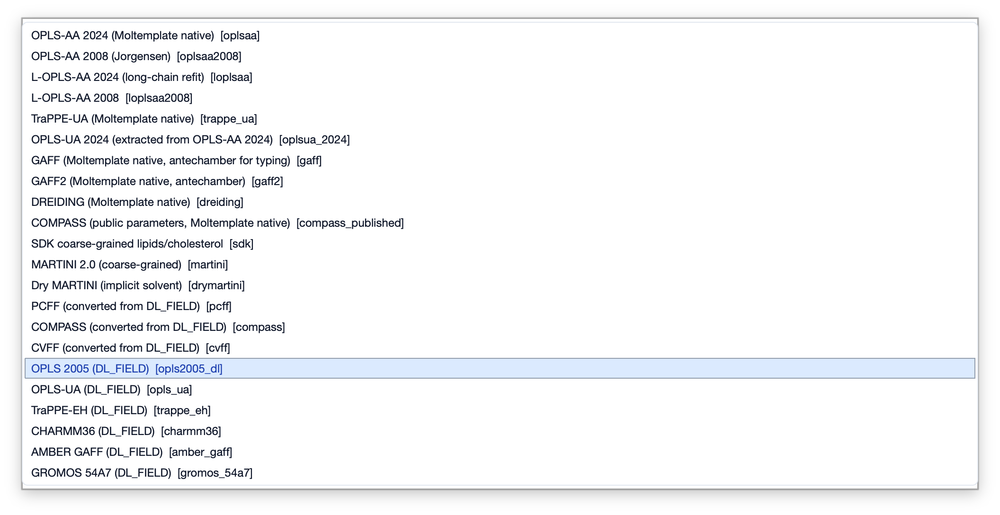 OPLS-AA 2024 (Moltemplate native)  [oplsaa]
OPLS-AA 2008 (Jorgensen)  [oplsaa2008]
L-OPLS-AA 2024 (long-chain refit)  [loplsaa]
L-OPLS-AA 2008  [loplsaa2008]
TraPPE-UA (Moltemplate native)  [trappe_ua]
OPLS-UA 2024 (extracted from OPLS-AA 2024)  [oplsua_2024]
GAFF (Moltemplate native, antechamber for typing)  [gaff]
GAFF2 (Moltemplate native, antechamber)  [gaff2]
DREIDING (Moltemplate native)  [dreiding]
COMPASS (public parameters, Moltemplate native)  [compass_published]
SDK coarse-grained lipids/cholesterol  [sdk]
MARTINI 2.0 (coarse-grained)  [martini]
Dry MARTINI (implicit solvent)  [drymartini]
PCFF (converted from DL_FIELD)  [pcff]
COMPASS (converted from DL_FIELD)  [compass]
CVFF (converted from DL_FIELD)  [cvff]
OPLS 2005 (DL_FIELD)  [opls2005_dl]
OPLS-UA (DL_FIELD)  [opls_ua]
TraPPE-EH (DL_FIELD)  [trappe_eh]
CHARMM36 (DL_FIELD)  [charmm36]
AMBER GAFF (DL_FIELD)  [amber_gaff]
GROMOS 54A7 (DL_FIELD)  [gromos_54a7]